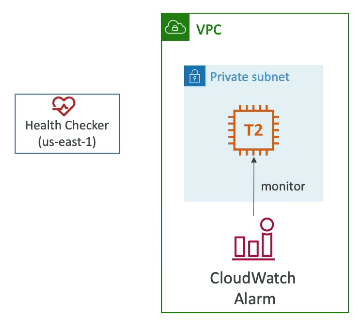 VPC
Private subnet
T2
Health Checker
(us-east-1)
monitor
CloudWatch
Alarm